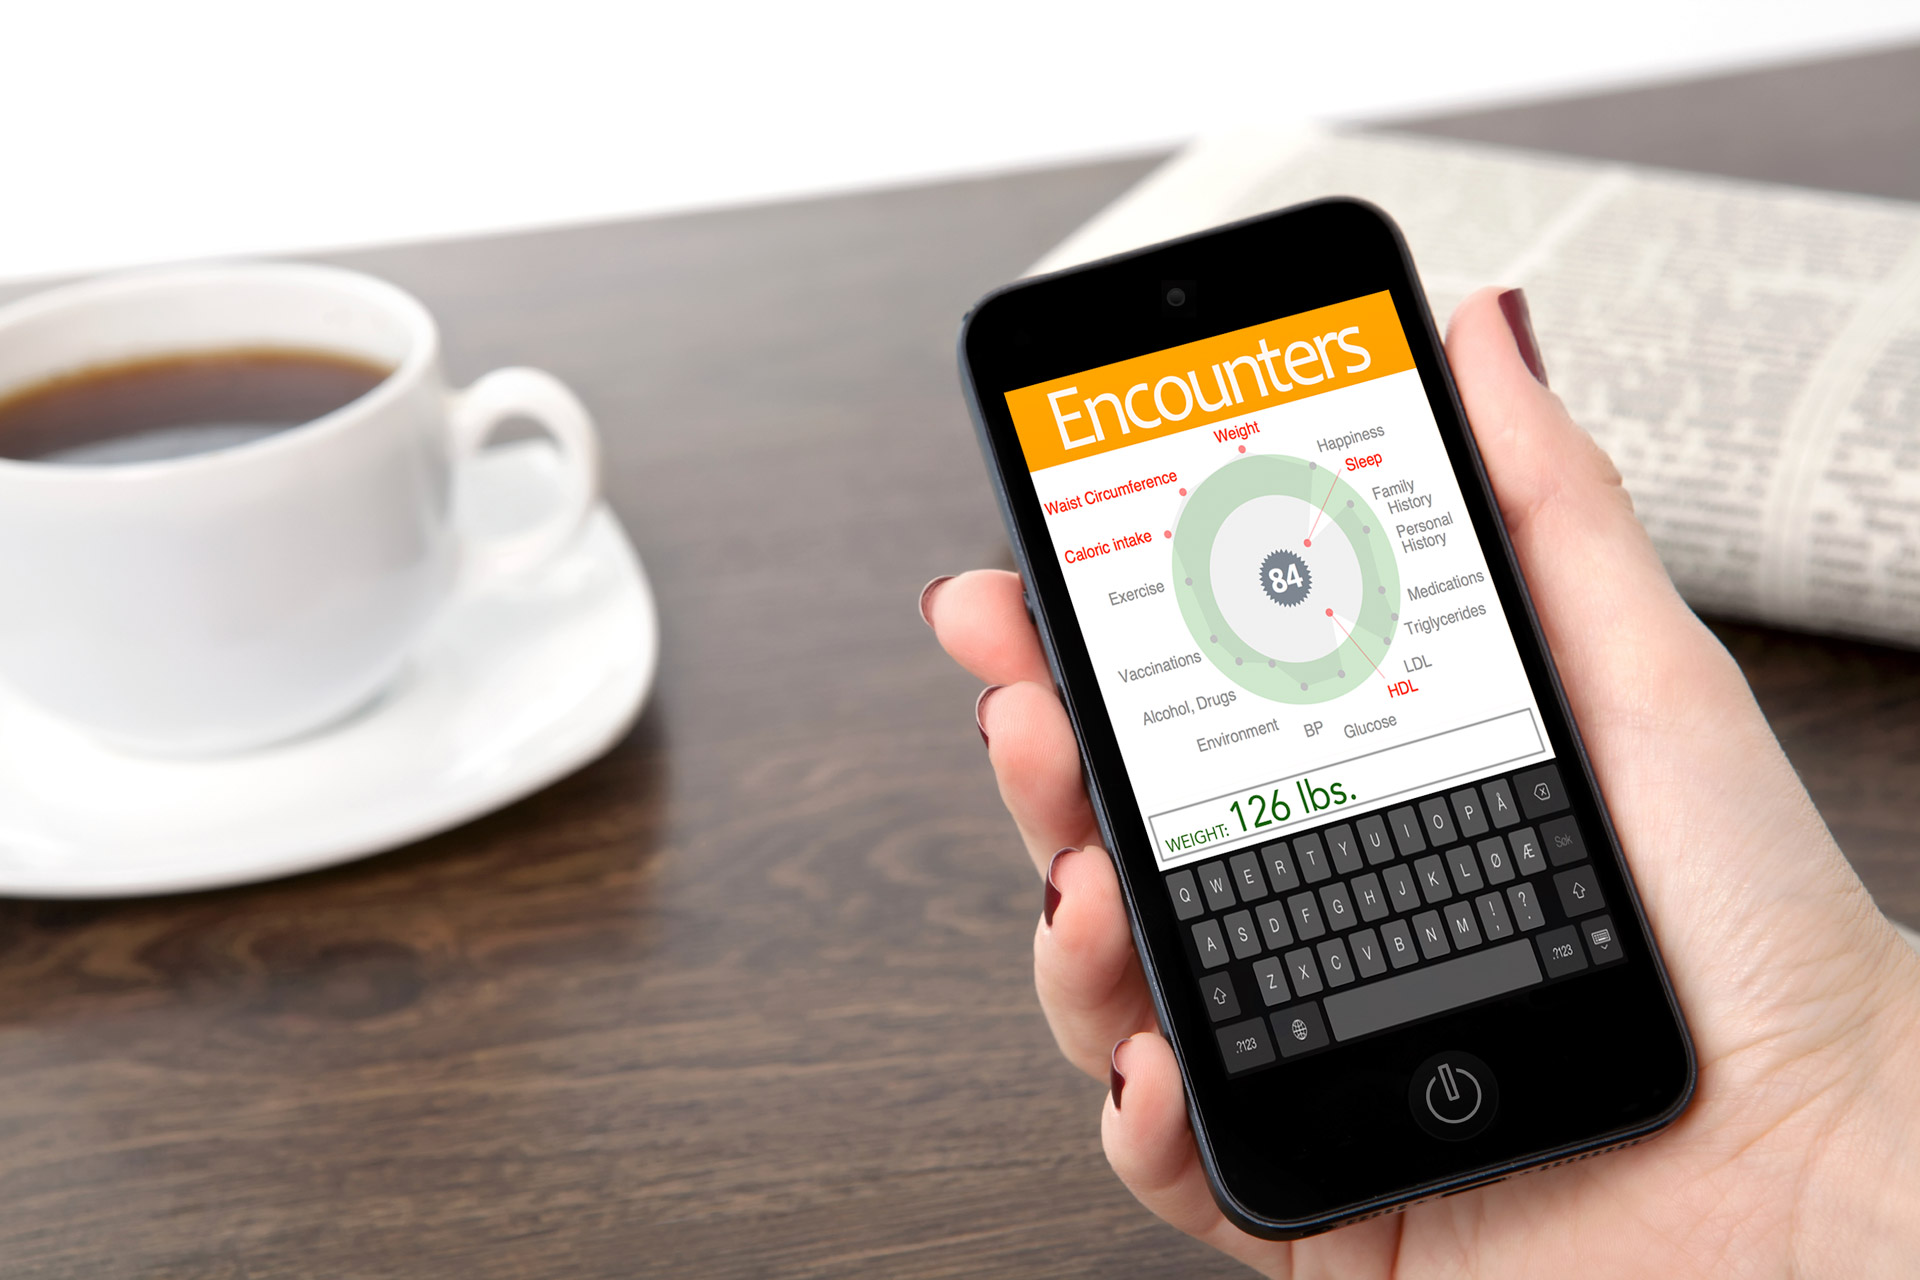 Encounters
Weight
Happiness
Sleep
Waist Circumference
Family
History
Caloric intake
Personal
History
84
Exercise
Medications
Triglycerides
Vaccinations
LDL
HDL
Alcohol, Drugs
Environment
BP
Glucose
WEIGHT: 126 lbs.
Q W E R T Y U I O P Å
A S D F G H J K L Ø Æ Søk
Z X C V B N M ! , ? .
.?123 .?123